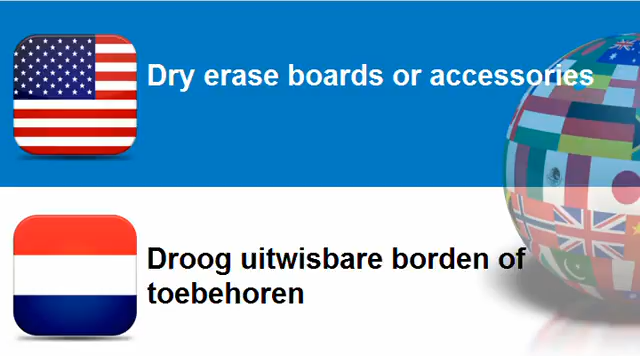 Dry erase boards or accessories
Droog uitwisbare borden of
toebehoren